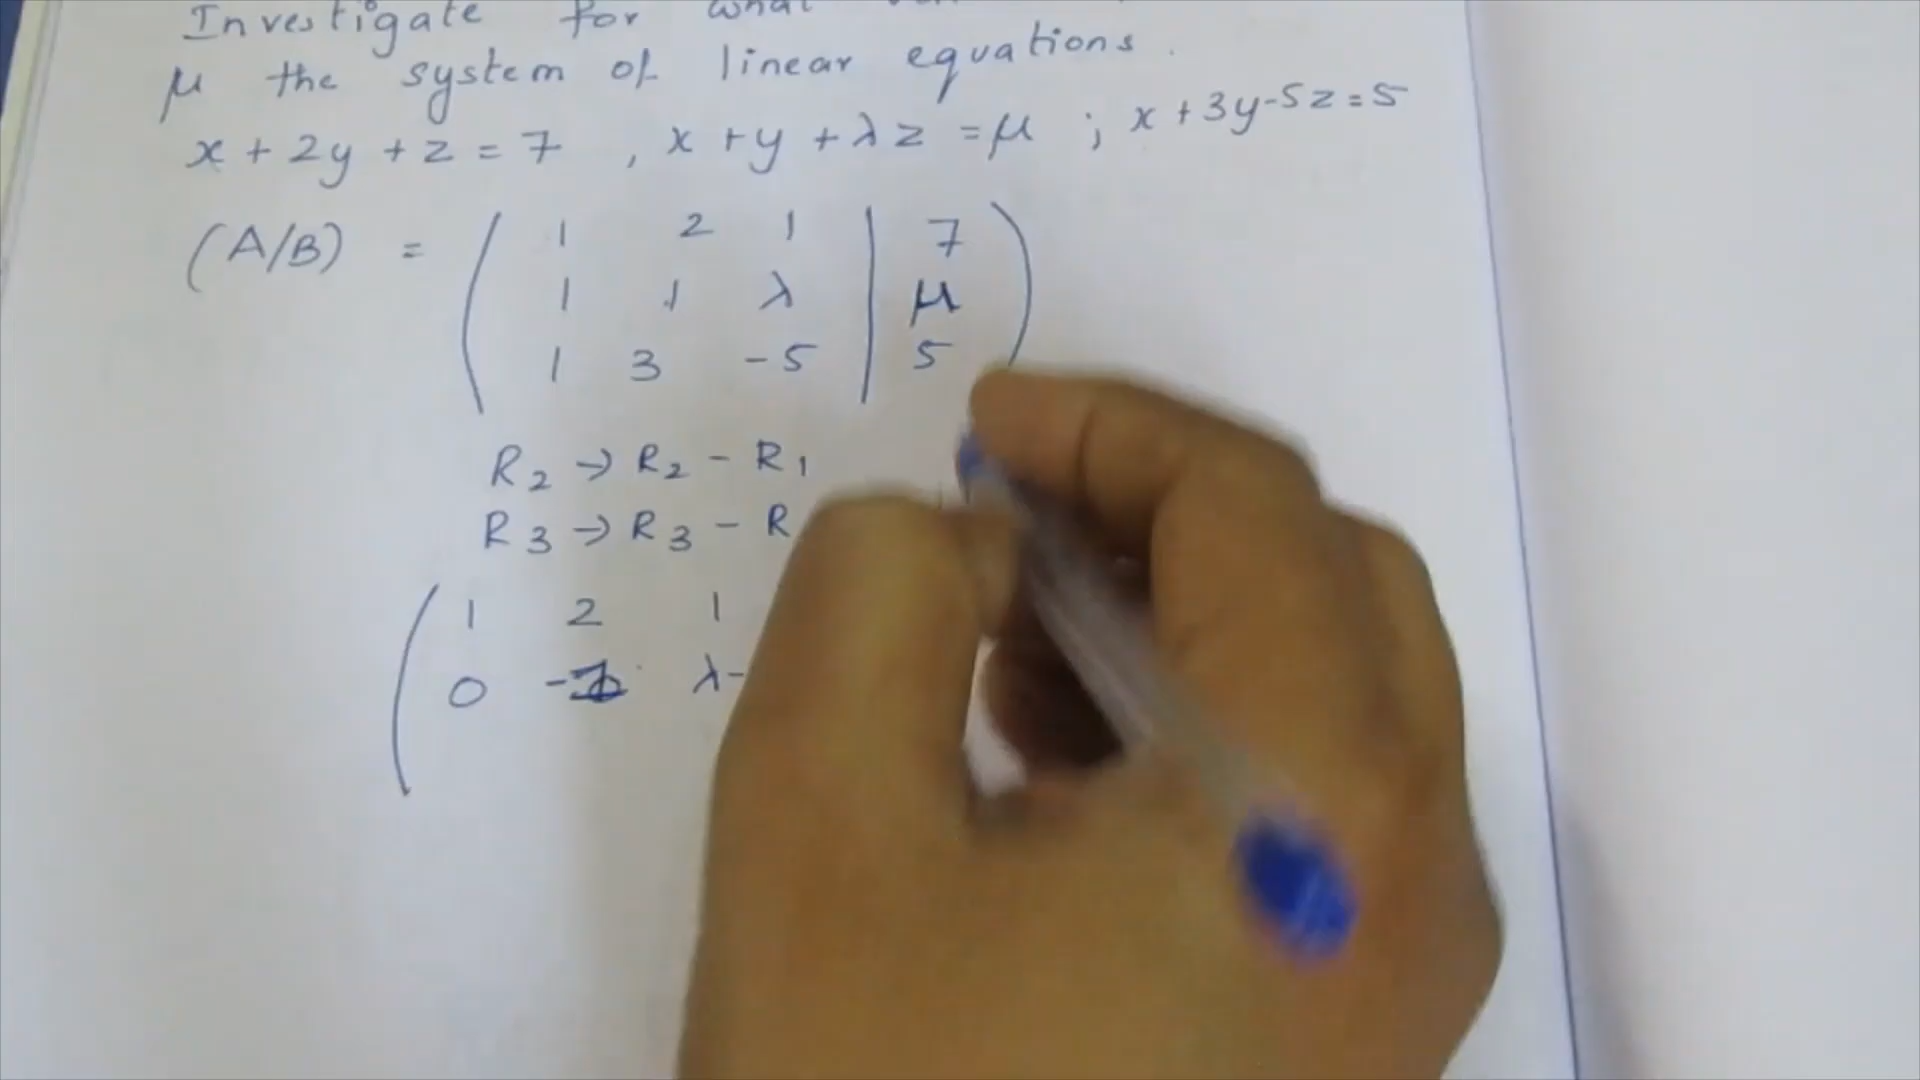 Investigate for what
μ the system of linear equations.
x + 2y + z = 7 , x + y + λz = μ ; x + 3y - 5z = 5
(A/B) = ( 1 2 1 | 7 )
1 1 λ | μ
1 3 -5 | 5
R2 → R2 - R1
R3 → R3 - R
( 1 2 1
0 - λ-